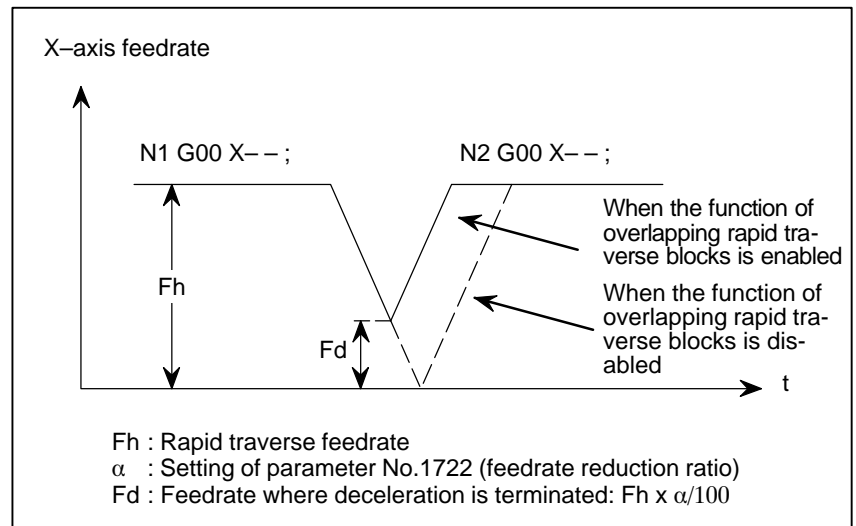 X–axis feedrate
N1 G00 X– – ;
N2 G00 X– – ;
When the function of
overlapping rapid tra-
verse blocks is enabled
Fh
When the function of
overlapping rapid tra-
verse blocks is dis-
abled
Fd
t
Fh : Rapid traverse feedrate
α : Setting of parameter No.1722 (feedrate reduction ratio)
Fd : Feedrate where deceleration is terminated: Fh x α/100